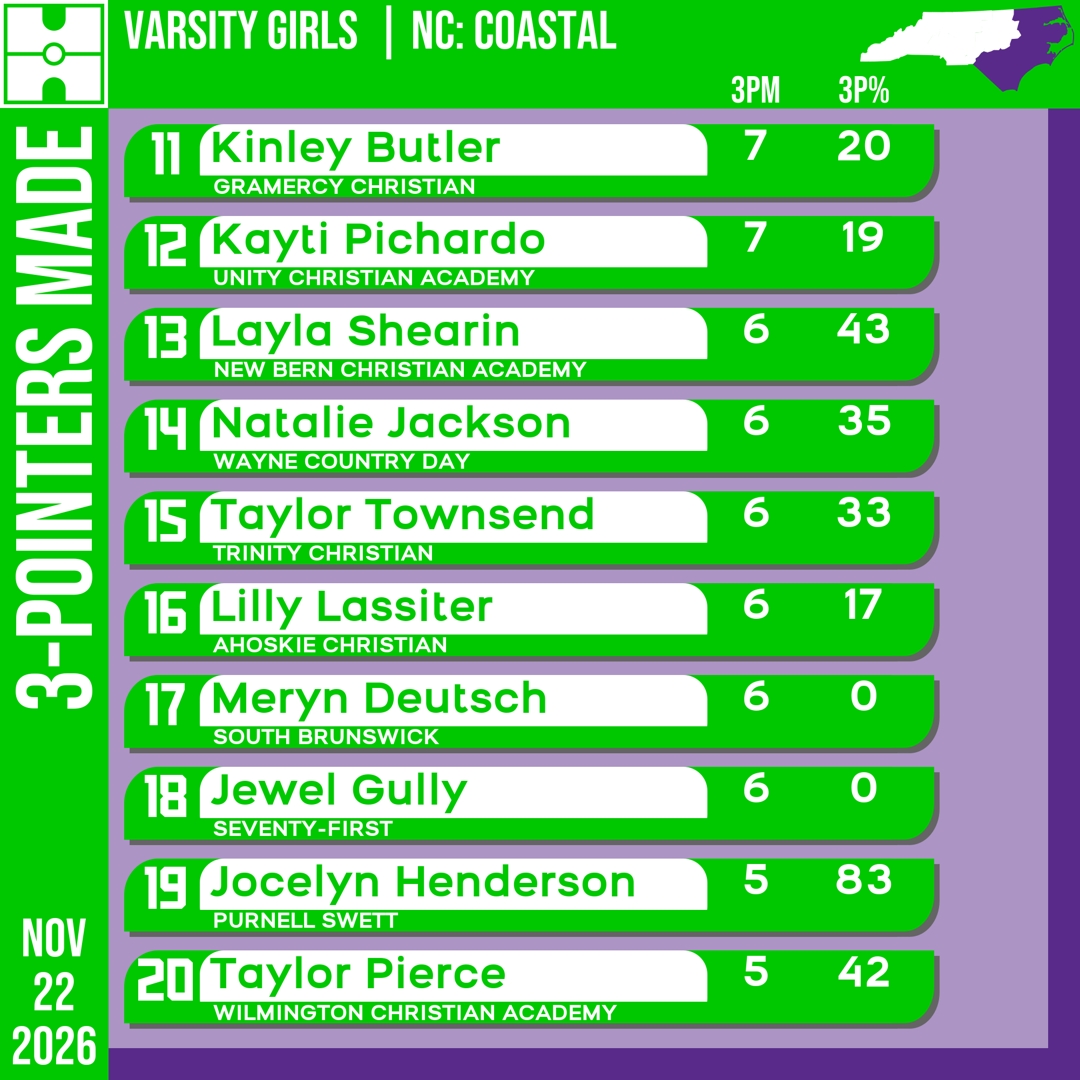 VARSITY GIRLS | NC: COASTAL
3PM 3P%
3-POINTERS MADE
11 Kinley Butler 7 20
GRAMERCY CHRISTIAN
12 Kayti Pichardo 7 19
UNITY CHRISTIAN ACADEMY
13 Layla Shearin 6 43
NEW BERN CHRISTIAN ACADEMY
14 Natalie Jackson 6 35
WAYNE COUNTRY DAY
15 Taylor Townsend 6 33
TRINITY CHRISTIAN
16 Lilly Lassiter 6 17
AHOSKIE CHRISTIAN
17 Meryn Deutsch 6 0
SOUTH BRUNSWICK
18 Jewel Gully 6 0
SEVENTY-FIRST
19 Jocelyn Henderson 5 83
PURNELL SWETT
20 Taylor Pierce 5 42
WILMINGTON CHRISTIAN ACADEMY
NOV
22
2026